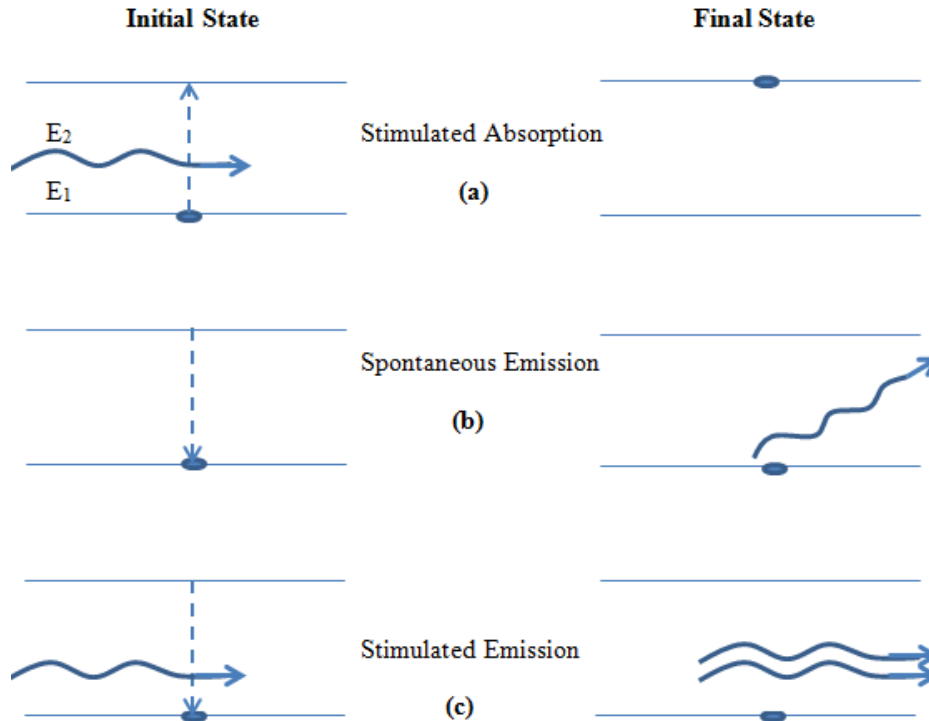 Initial State
Final State
E₂
Stimulated Absorption
E₁
(a)
Spontaneous Emission
(b)
Stimulated Emission
(c)